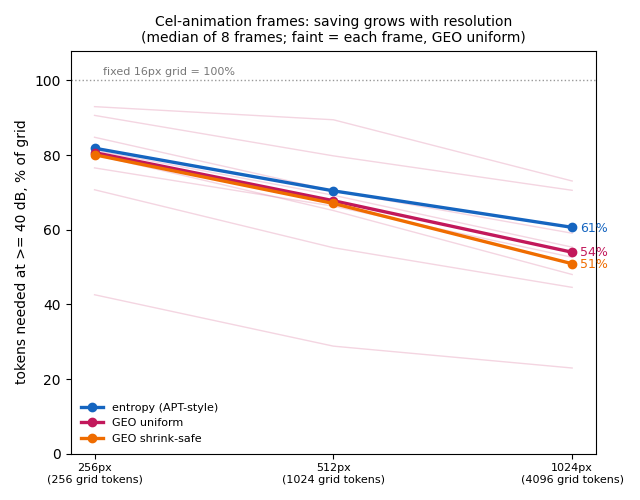 Cel-animation frames: saving grows with resolution
(median of 8 frames; faint = each frame, GEO uniform)
tokens needed at >= 40 dB, % of grid
100
80
60
40
20
0
fixed 16px grid = 100%
61%
54%
51%
entropy (APT-style)
GEO uniform
GEO shrink-safe
256px
(256 grid tokens)
512px
(1024 grid tokens)
1024px
(4096 grid tokens)